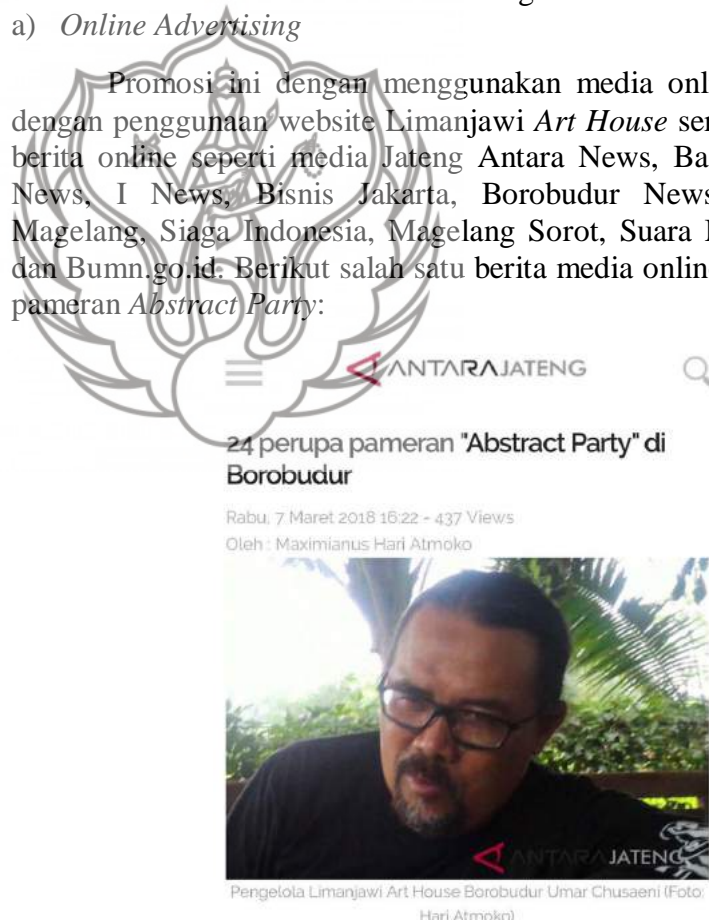 a) Online Advertising
Promosi ini dengan menggunakan media onl
dengan penggunaan website Limanjawi Art House ser
berita online seperti media Jateng Antara News, Ba
News, I News, Bisnis Jakarta, Borobudur News
Magelang, Siaga Indonesia, Magelang Sorot, Suara
dan Bumn.go.id. Berikut salah satu berita media online
pameran Abstract Party:
ANTARAJATENG
24 perupa pameran "Abstract Party" di
Borobudur
Rabu, 7 Maret 2018 16:22 - 437 Views
Oleh : Maximianus Hari Atmoko
ANTARAJATENG
Pengelola Limanjawi Art House Borobudur Umar Chusaeni (Foto:
Hari Atmoko)